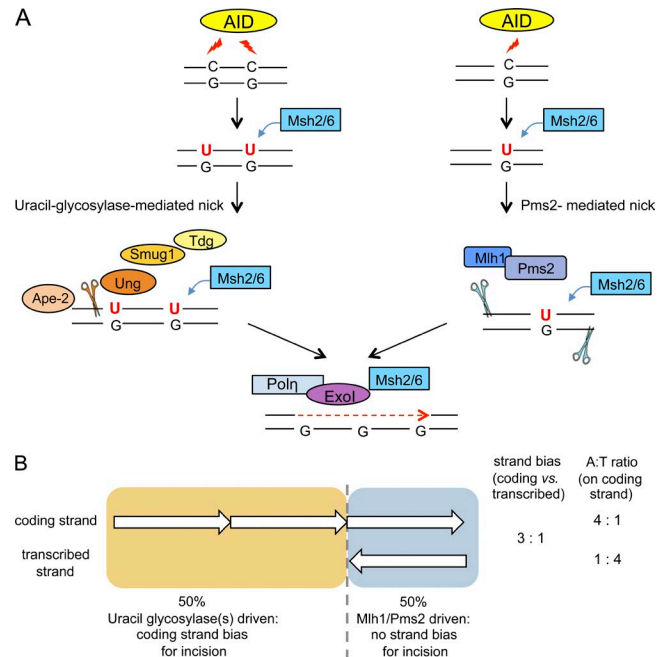 A
AID
AID
C C
G G
C
G
Msh2/6
Msh2/6
U U
G G
U
G
Uracil-glycosylase-mediated nick
Pms2- mediated nick
Tdg
Smug1
Ung
Ape-2
Msh2/6
U U
G G
Mlh1
Pms2
Msh2/6
U
G
Polη
ExoI
Msh2/6
G G G
B
strand bias
(coding vs.
transcribed)
A:T ratio
(on coding
strand)
coding strand
4 : 1
3 : 1
transcribed
strand
1 : 4
50%
Uracil glycosylase(s) driven:
coding strand bias
for incision
50%
Mlh1/Pms2 driven:
no strand bias
for incision